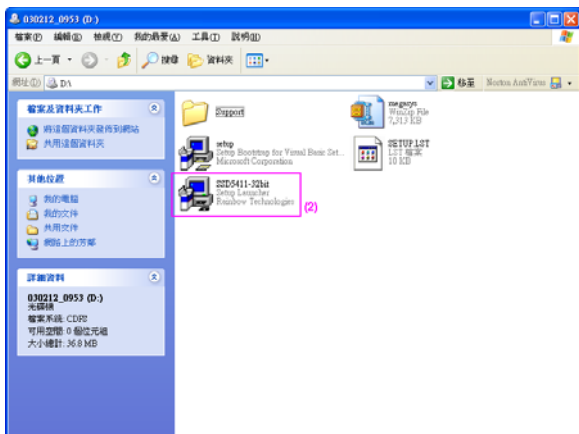 030212_0953 (D:)
檔案(F) 編輯(E) 檢視(V) 我的最愛(A) 工具(T) 說明(H)
上一頁 搜尋 資料夾
網址(D) D:\ 移至 Norton AntiVirus
檔案及資料夾工作
將這個資料夾發佈到網站
共用這個資料夾
其他位置
我的電腦
我的文件
共用文件
網路上的芳鄰
詳細資料
030212_0953 (D:)
光碟機
檔案系統: CDFS
可用空間: 0 個位元組
大小總計: 36.8 MB
Support
megasys
WinZip File
7,313 KB
setup
Setup Bootstrap for Visual Basic Set...
Microsoft Corporation
SETUP.LST
LST 檔案
10 KB
SSD5411-32bit
Setup Launcher
Rainbow Technologies
(2)